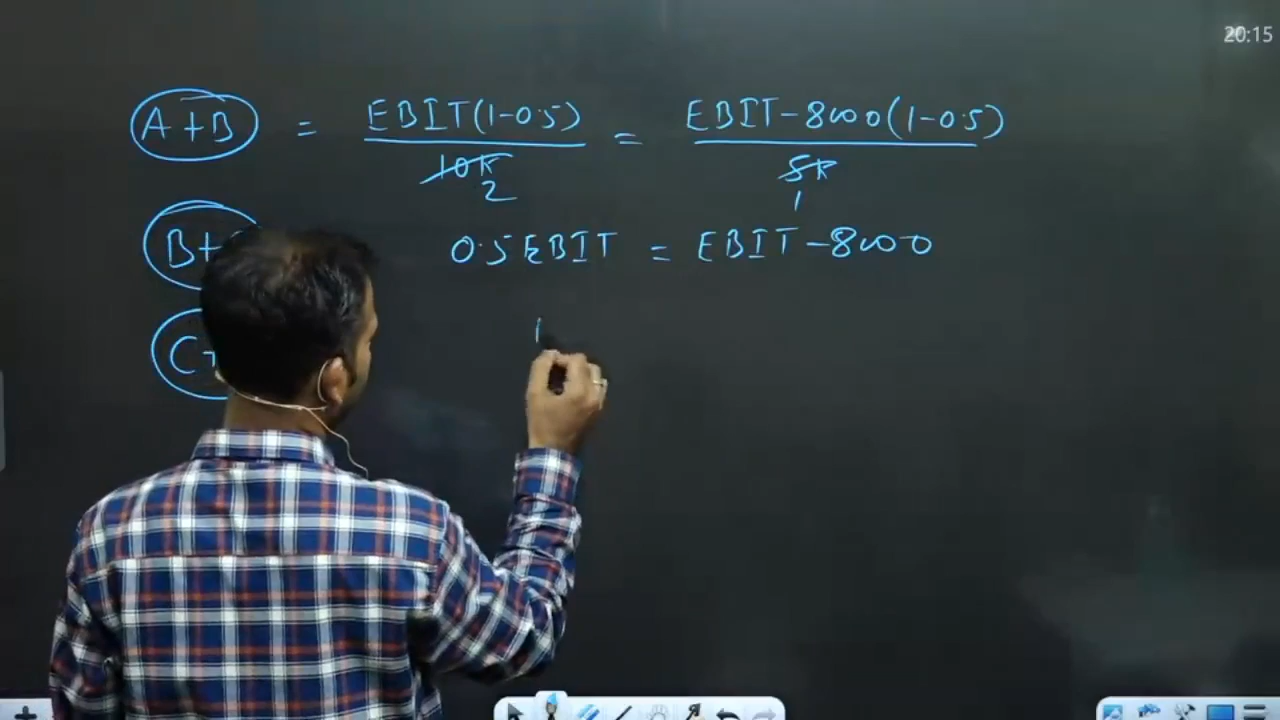 20:15
A+B = EBIT(1-0.5) = EBIT-8000(1-0.5)
10K 5K
2 1
B+
0.5EBIT = EBIT-8000
C+